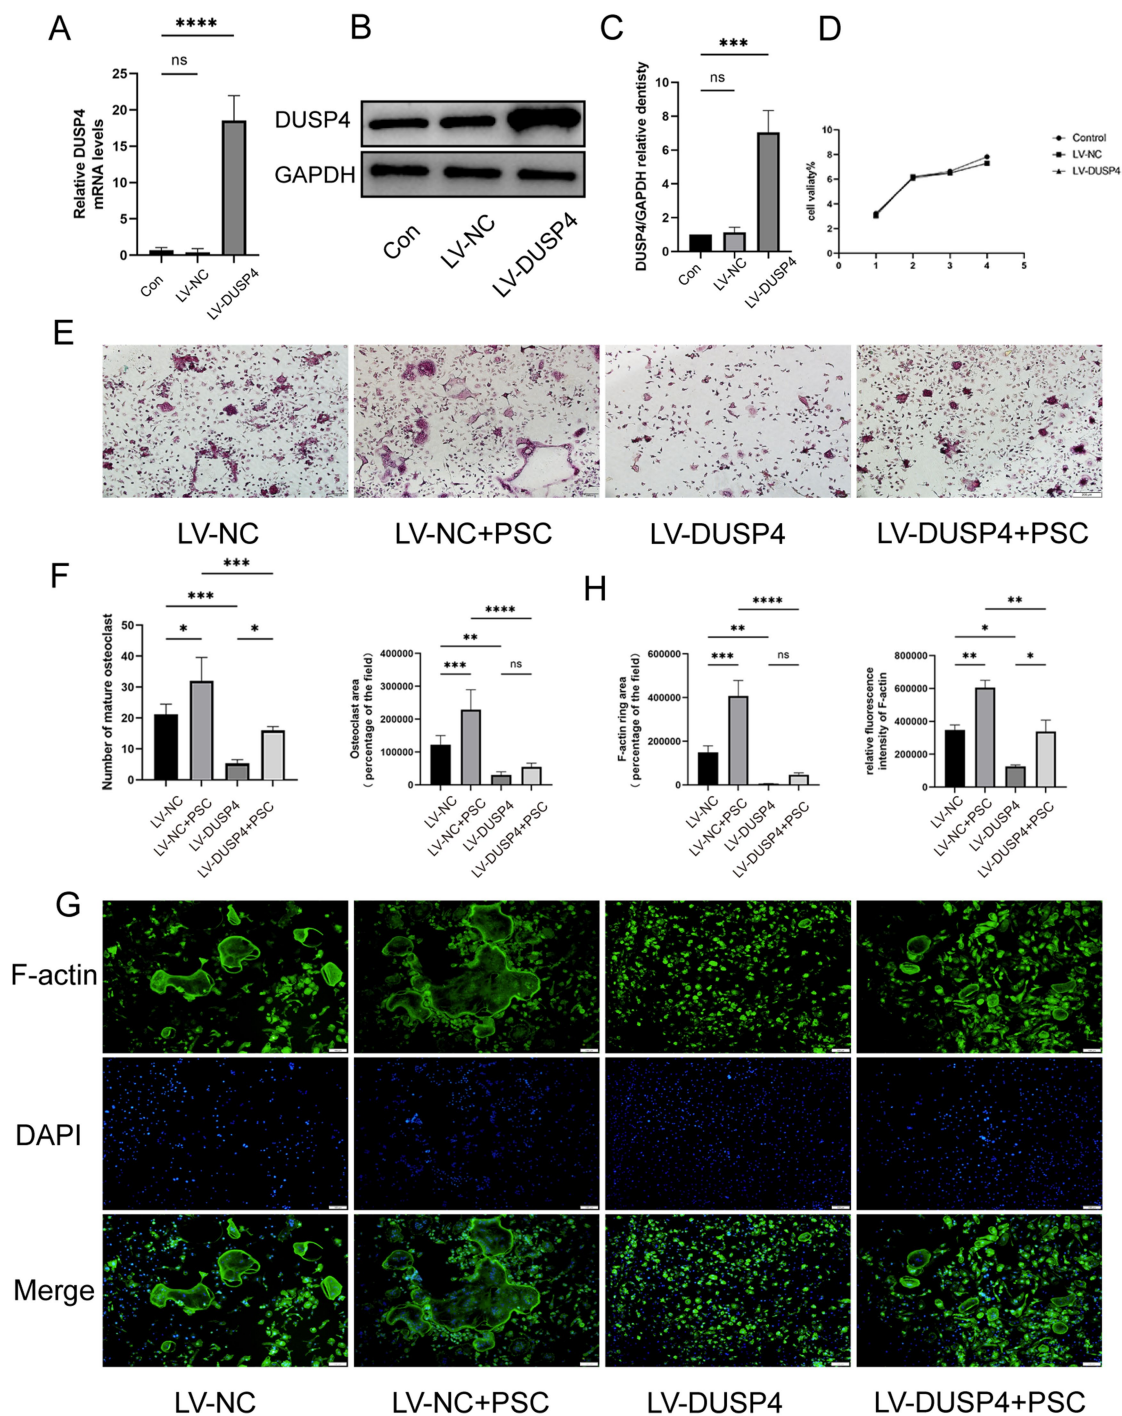 A
B
C
D
****
ns
25
20
15
10
5
0
Relative DUSP4
mRNA levels
Con
LV-NC
LV-DUSP4
DUSP4
GAPDH
Con
LV-NC
LV-DUSP4
***
ns
10
8
6
4
2
0
DUSP4/GAPDH relative dentisty
Con
LV-NC
LV-DUSP4
10
8
6
4
2
0
cell valiaty%
0
1
2
3
4
5
Control
LV-NC
LV-DUSP4
E
LV-NC
LV-NC+PSC
LV-DUSP4
LV-DUSP4+PSC
F
***
***
*
*
50
40
30
20
10
0
Number of mature osteoclast
LV-NC
LV-NC+PSC
LV-DUSP4
LV-DUSP4+PSC
****
**
***
ns
400000
300000
200000
100000
0
Osteoclast area
( percentage of the field)
LV-NC
LV-NC+PSC
LV-DUSP4
LV-DUSP4+PSC
H
****
**
***
ns
600000
400000
200000
0
F-actin ring area
( percentage of the field)
LV-NC
LV-NC+PSC
LV-DUSP4
LV-DUSP4+PSC
**
*
**
*
800000
600000
400000
200000
0
relative fluorescence
intensity of F-actin
LV-NC
LV-NC+PSC
LV-DUSP4
LV-DUSP4+PSC
G
F-actin
DAPI
Merge
LV-NC
LV-NC+PSC
LV-DUSP4
LV-DUSP4+PSC